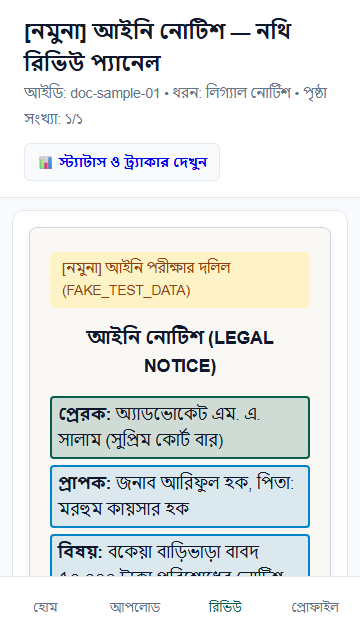 [নমুনা] আইনি নোটিশ — নথি
রিভিউ প্যানেল
আইডি: doc-sample-01 • ধরন: লিগ্যাল নোটিশ • পৃষ্ঠা
সংখ্যা: ১/১
স্ট্যাটাস ও ট্র্যাকার দেখুন
[নমুনা] আইনি পরীক্ষার দলিল
(FAKE_TEST_DATA)
আইনি নোটিশ (LEGAL
NOTICE)
প্রেরক: অ্যাডভোকেট এম. এ.
সালাম (সুপ্রিম কোর্ট বার)
প্রাপক: জনাব আরিফুল হক, পিতা:
মরহুম কায়সার হক
বিষয়: বকেয়া বাড়িভাড়া বাবদ
টাকা পরিশোধের নোটিশ
হোম
আপলোড
রিভিউ
প্রোফাইল